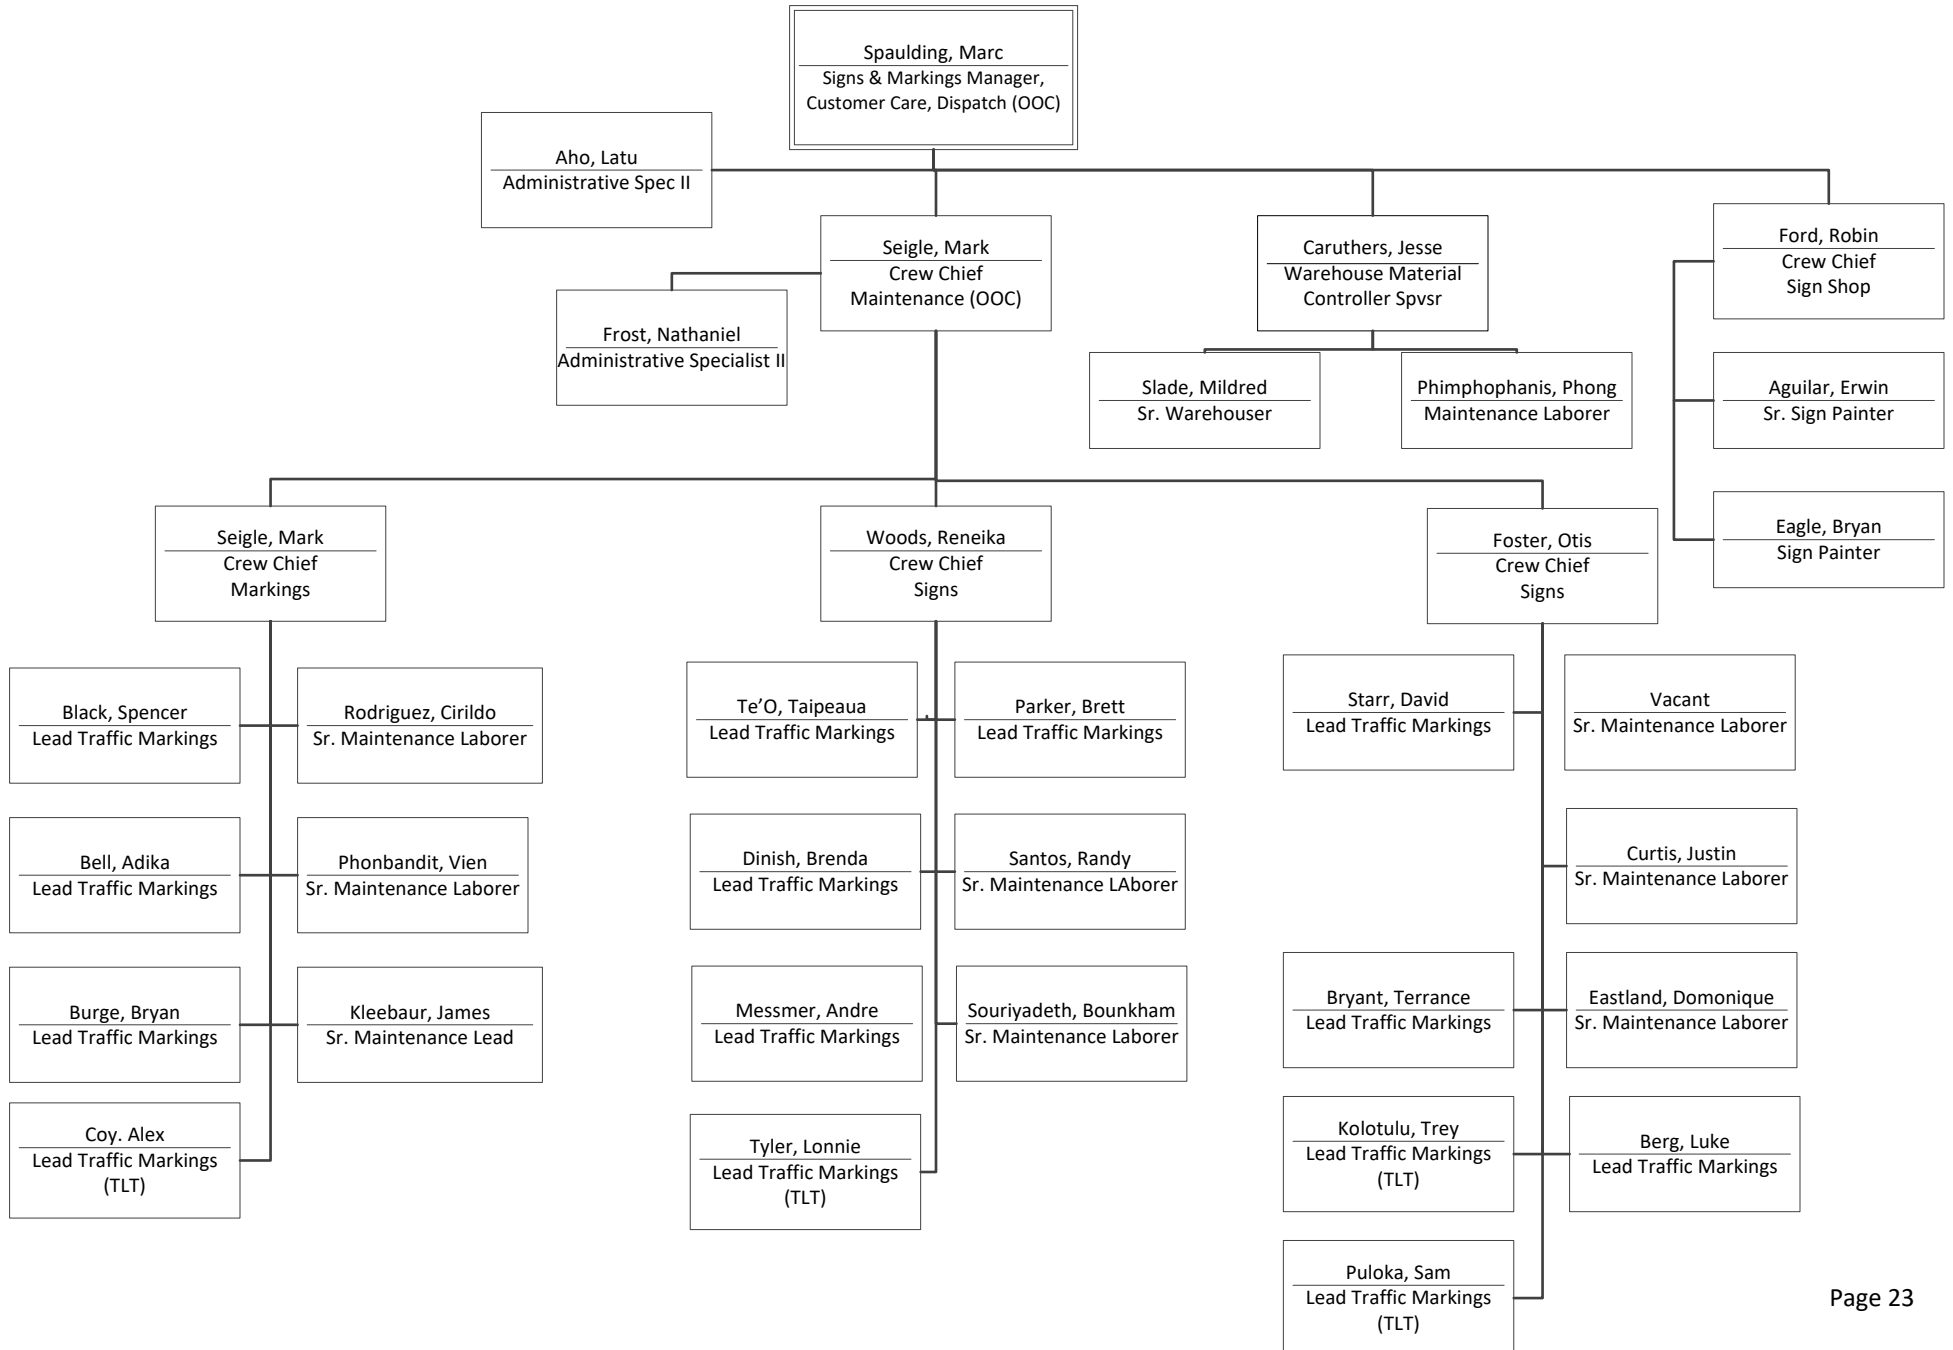 Spaulding, Marc
Signs & Markings Manager,
Customer Care, Dispatch (OOC)
Aho, Latu
Administrative Spec II
Seigle, Mark
Crew Chief
Maintenance (OOC)
Caruthers, Jesse
Warehouse Material
Controller Spvsr
Ford, Robin
Crew Chief
Sign Shop
Frost, Nathaniel
Administrative Specialist II
Slade, Mildred
Sr. Warehouser
Phimphophanis, Phong
Maintenance Laborer
Aguilar, Erwin
Sr. Sign Painter
Eagle, Bryan
Sign Painter
Seigle, Mark
Crew Chief
Markings
Woods, Reneika
Crew Chief
Signs
Foster, Otis
Crew Chief
Signs
Black, Spencer
Lead Traffic Markings
Rodriguez, Cirildo
Sr. Maintenance Laborer
Bell, Adika
Lead Traffic Markings
Phonbandit, Vien
Sr. Maintenance Laborer
Burge, Bryan
Lead Traffic Markings
Kleebaur, James
Sr. Maintenance Lead
Coy. Alex
Lead Traffic Markings
(TLT)
Te’O, Taipeaua
Lead Traffic Markings
Parker, Brett
Lead Traffic Markings
Dinish, Brenda
Lead Traffic Markings
Santos, Randy
Sr. Maintenance LAborer
Messmer, Andre
Lead Traffic Markings
Souriyadeth, Bounkham
Sr. Maintenance Laborer
Tyler, Lonnie
Lead Traffic Markings
(TLT)
Starr, David
Lead Traffic Markings
Vacant
Sr. Maintenance Laborer
Curtis, Justin
Sr. Maintenance Laborer
Bryant, Terrance
Lead Traffic Markings
Eastland, Domonique
Sr. Maintenance Laborer
Kolotulu, Trey
Lead Traffic Markings
(TLT)
Berg, Luke
Lead Traffic Markings
Puloka, Sam
Lead Traffic Markings
(TLT)
Page 23